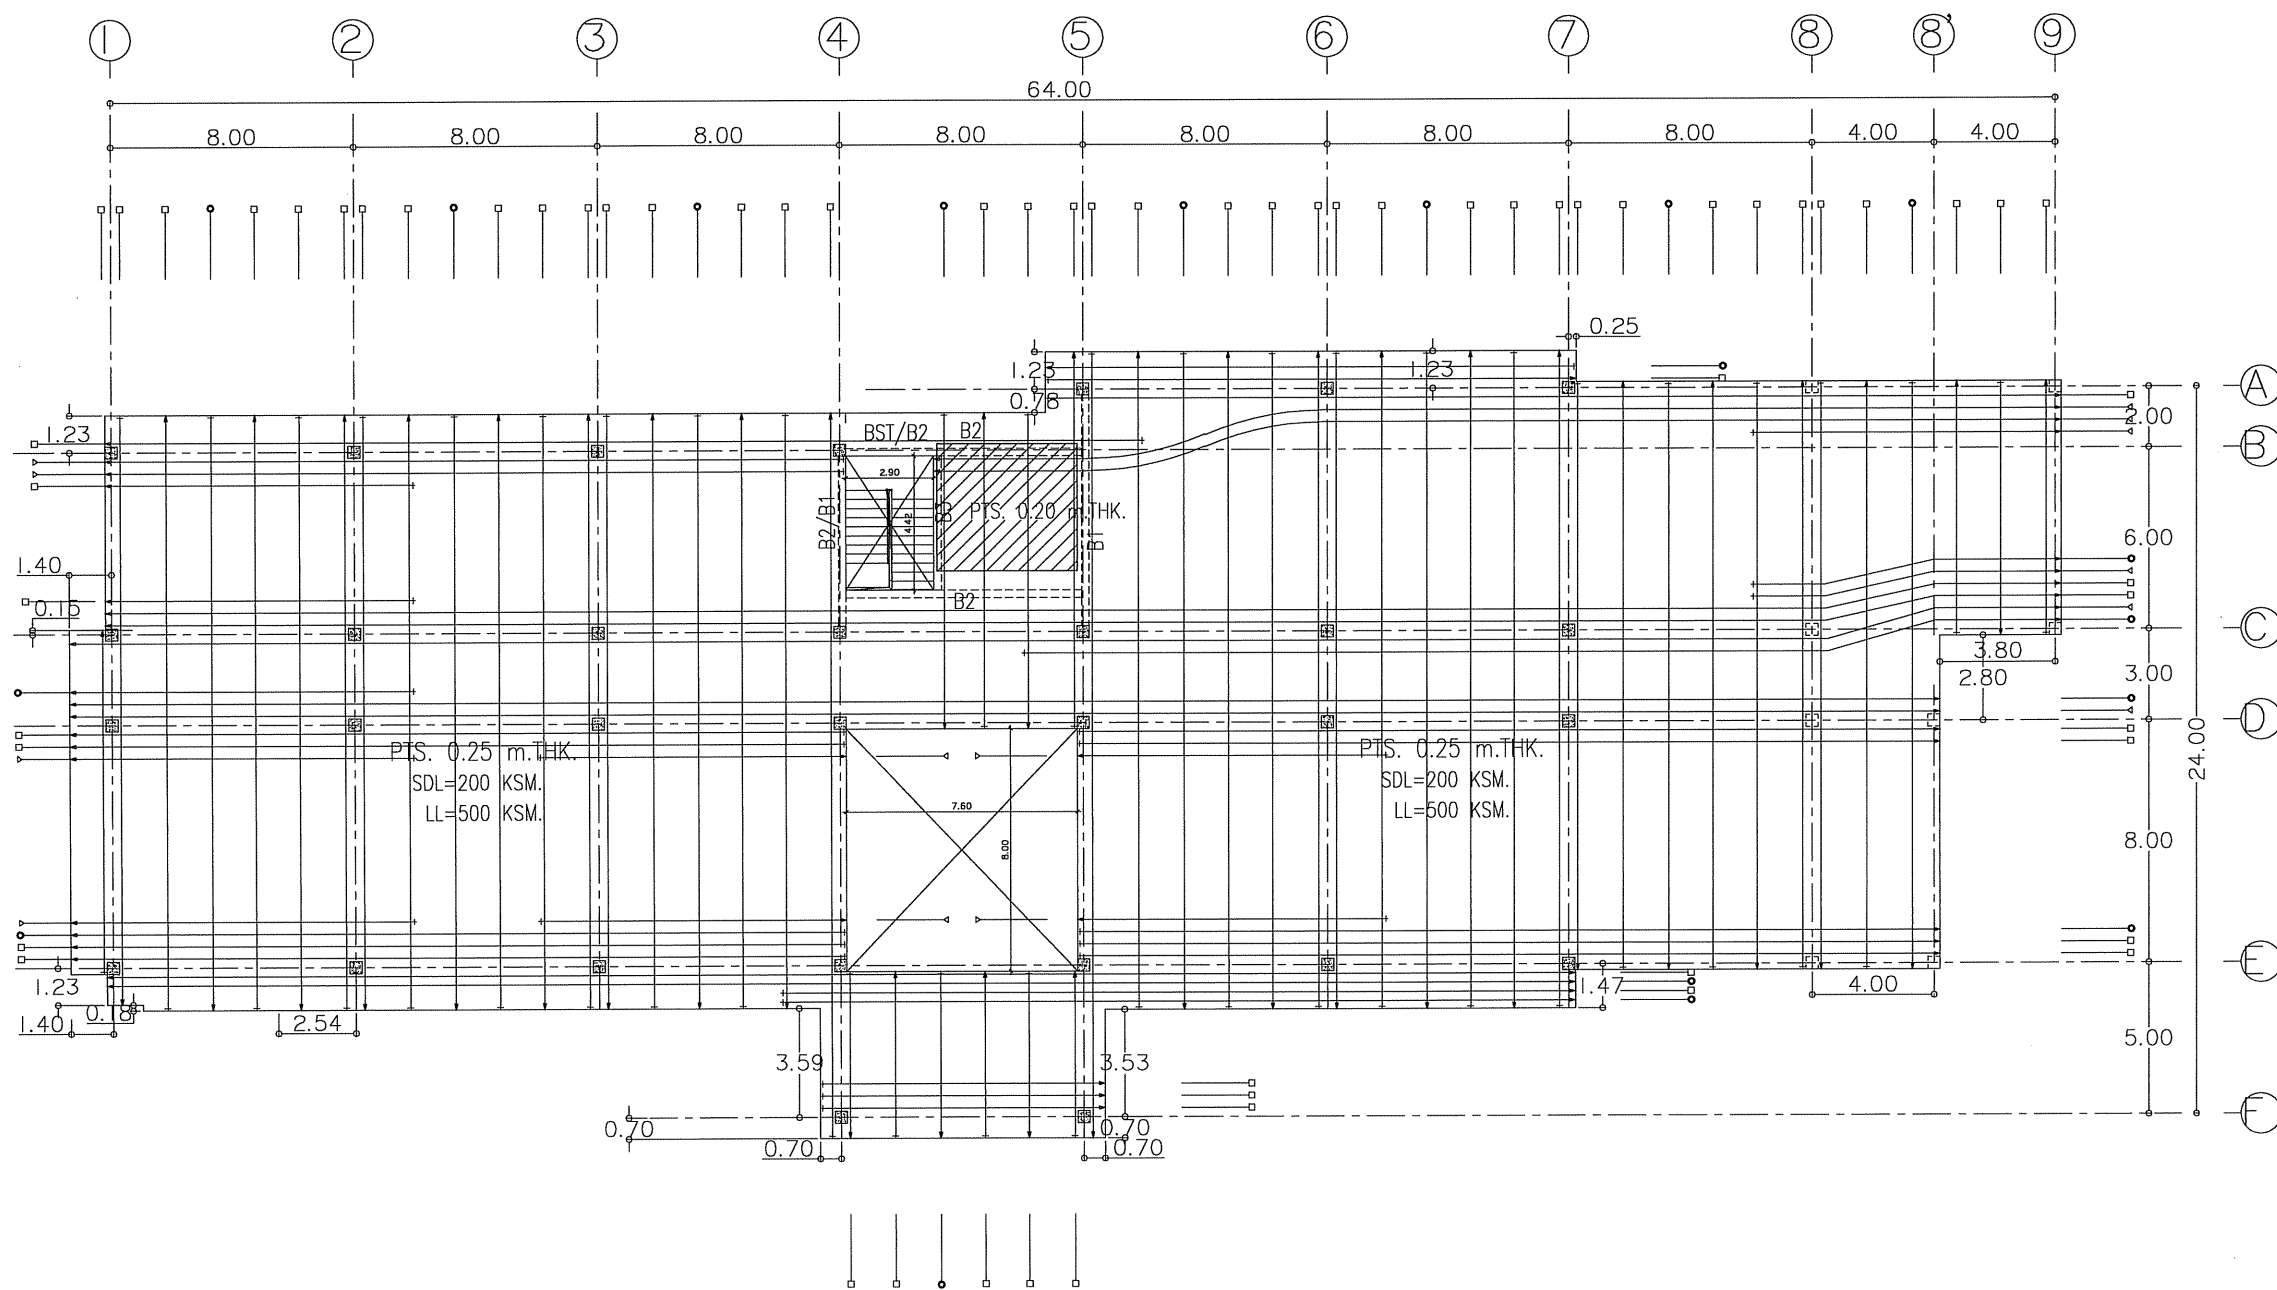 1 2 3 4 5 6 7 8 8' 9
64.00
8.00 8.00 8.00 8.00 8.00 8.00 8.00 4.00 4.00
0.25
1.23 1.23
A
0.78
2.00
1.23 BST/B2 B2
B
2.90
B2/B1 4.42 B3 PTS. 0.20 m.THK. B1
6.00
1.40
0.15
B2
C
3.80
2.80
3.00
D
PTS. 0.25 m.THK.
SDL=200 KSM.
LL=500 KSM.
PTS. 0.25 m.THK.
SDL=200 KSM.
LL=500 KSM.
24.00
7.60
8.00
8.00
E
1.23
1.47
4.00
1.40 0.18 2.54
5.00
3.59 3.53
F
0.70 0.70
0.70 0.70